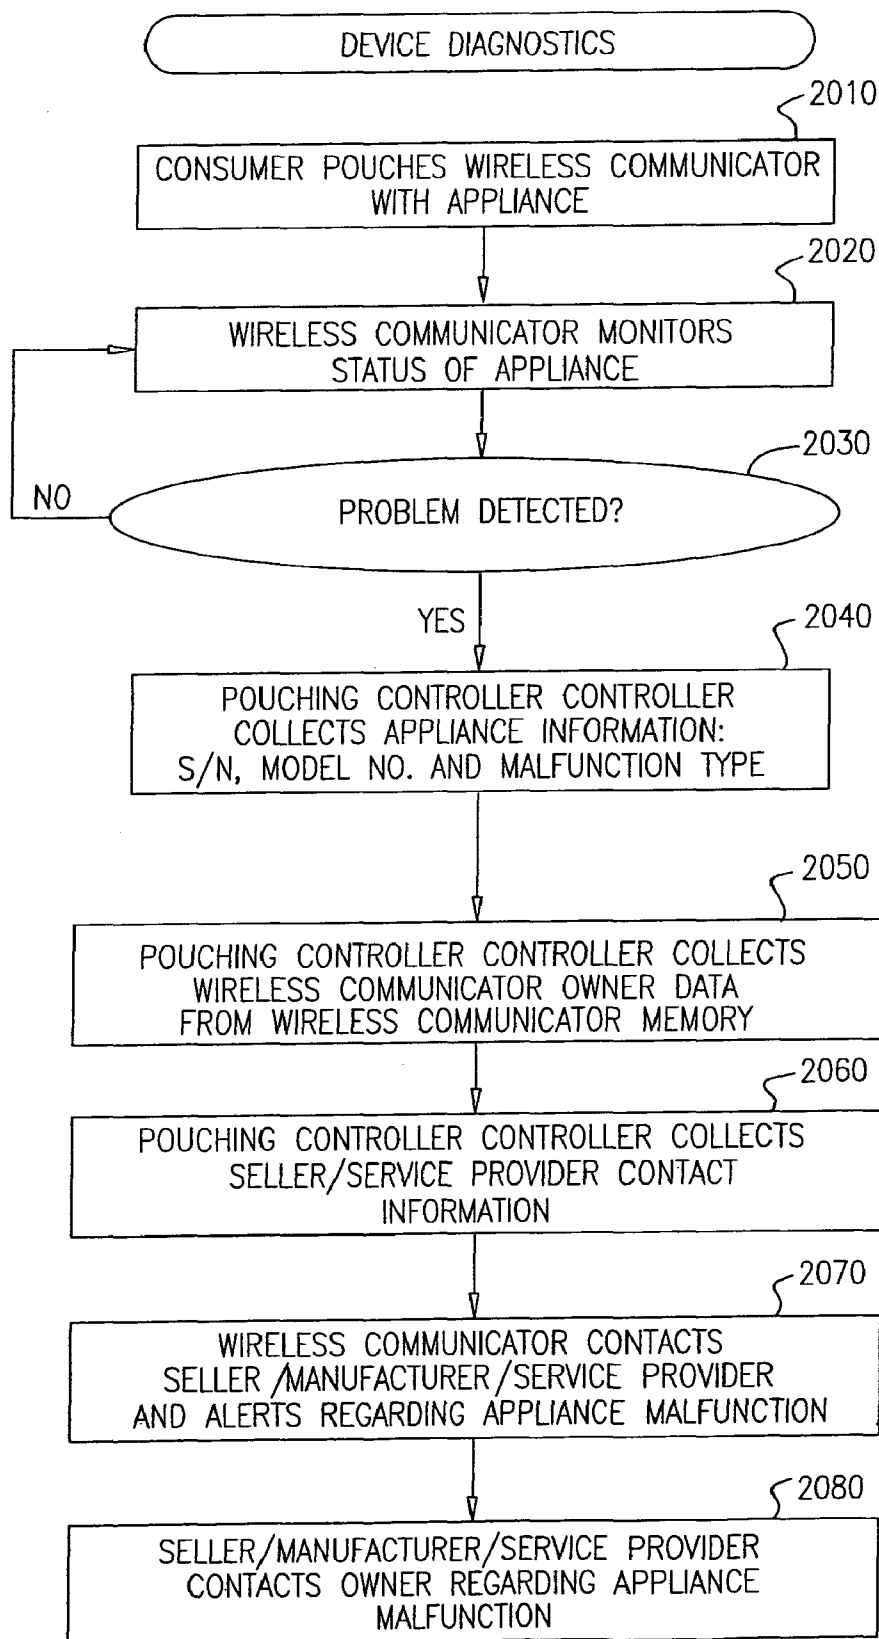 DEVICE DIAGNOSTICS
2010
CONSUMER POUCHES WIRELESS COMMUNICATOR
WITH APPLIANCE
2020
WIRELESS COMMUNICATOR MONITORS
STATUS OF APPLIANCE
2030
PROBLEM DETECTED?
NO
YES
2040
POUCHING CONTROLLER CONTROLLER
COLLECTS APPLIANCE INFORMATION:
S/N, MODEL NO. AND MALFUNCTION TYPE
2050
POUCHING CONTROLLER CONTROLLER COLLECTS
WIRELESS COMMUNICATOR OWNER DATA
FROM WIRELESS COMMUNICATOR MEMORY
2060
POUCHING CONTROLLER CONTROLLER COLLECTS
SELLER/SERVICE PROVIDER CONTACT
INFORMATION
2070
WIRELESS COMMUNICATOR CONTACTS
SELLER/MANUFACTURER/SERVICE PROVIDER
AND ALERTS REGARDING APPLIANCE MALFUNCTION
2080
SELLER/MANUFACTURER/SERVICE PROVIDER
CONTACTS OWNER REGARDING APPLIANCE
MALFUNCTION